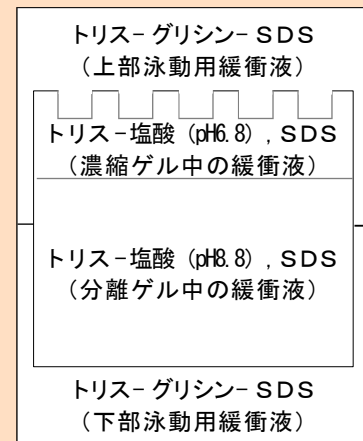 トリス-グリシン-SDS
（上部泳動用緩衝液）
トリス-塩酸 (pH6.8) , SDS
（濃縮ゲル中の緩衝液）
トリス-塩酸 (pH8.8) , SDS
（分離ゲル中の緩衝液）
トリス-グリシン-SDS
（下部泳動用緩衝液）